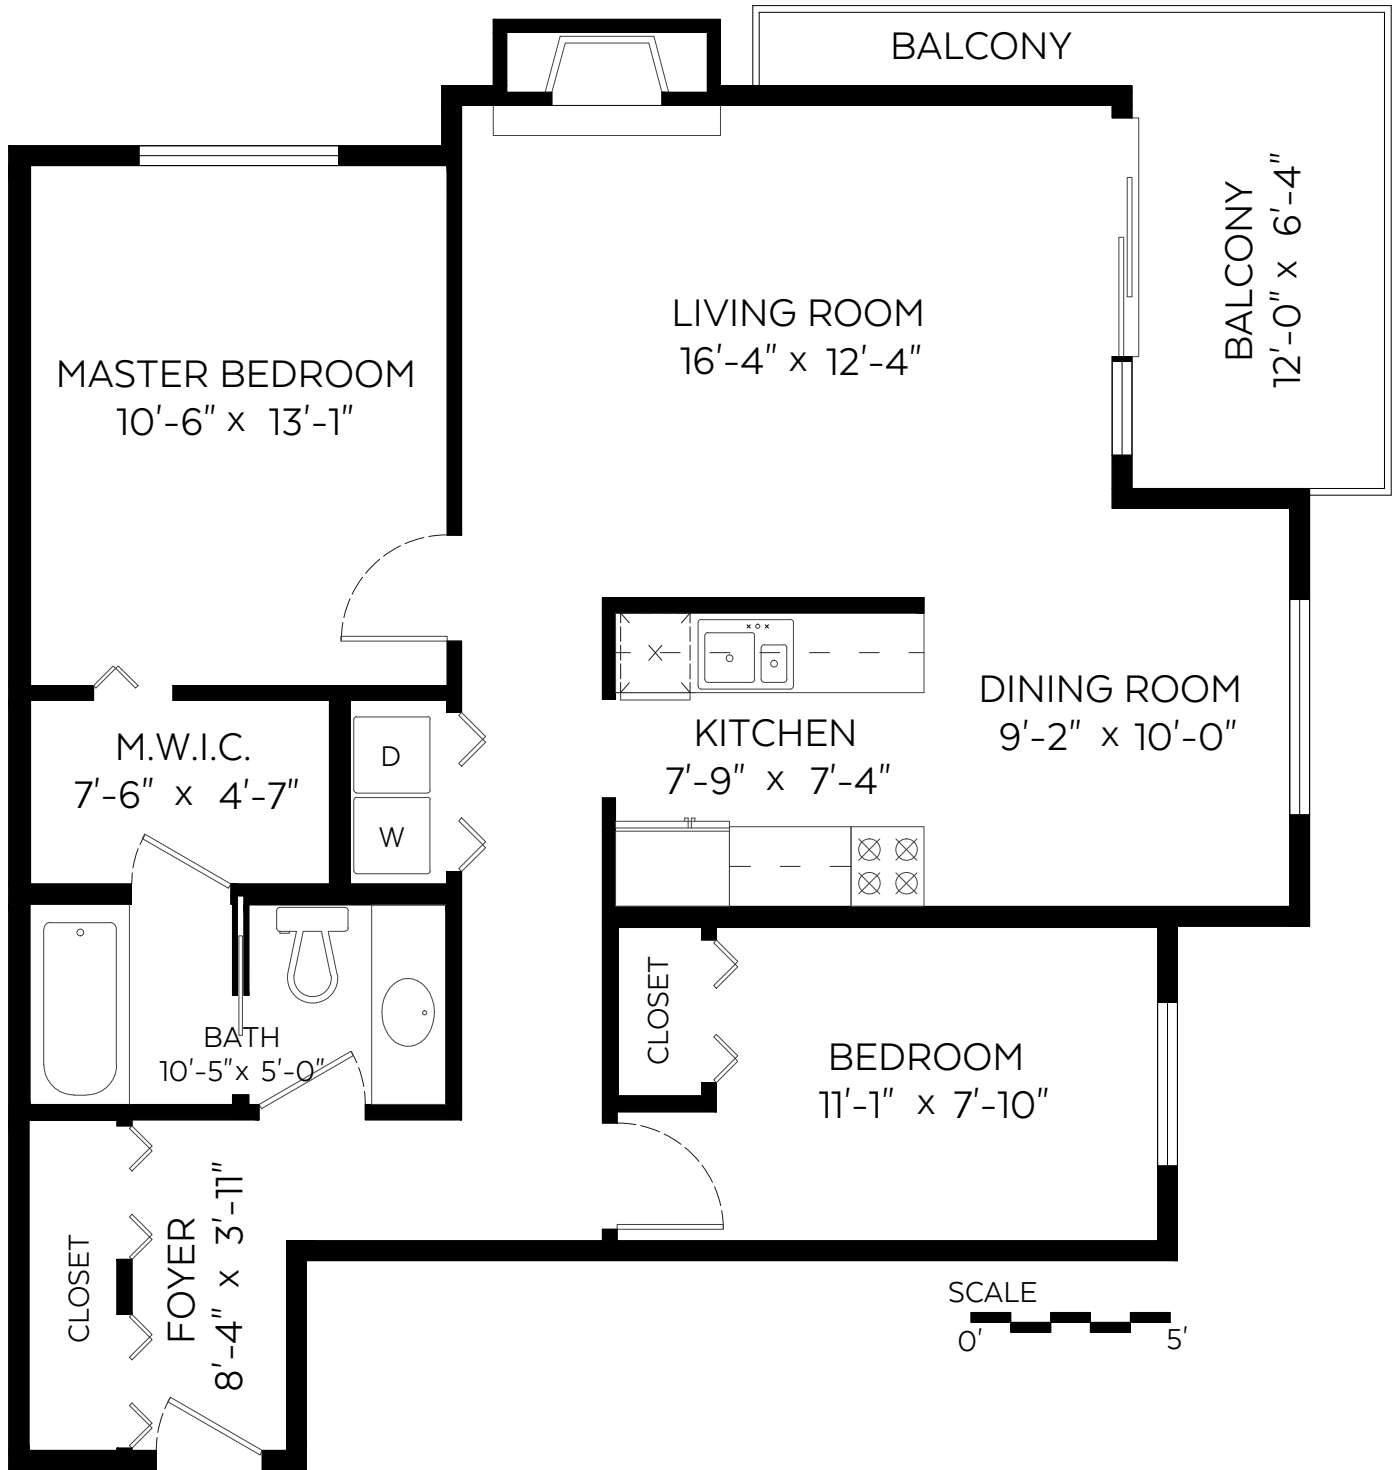 BALCONY
BALCONY
12'-0" x 6'-4"
LIVING ROOM
16'-4" x 12'-4"
MASTER BEDROOM
10'-6" x 13'-1"
DINING ROOM
9'-2" x 10'-0"
KITCHEN
7'-9" x 7'-4"
M.W.I.C.
7'-6" x 4'-7"
D
W
CLOSET
BATH
10'-5"x 5'-0"
BEDROOM
11'-1" x 7'-10"
CLOSET
FOYER
8'-4" x 3'-11"
SCALE
0' 5'